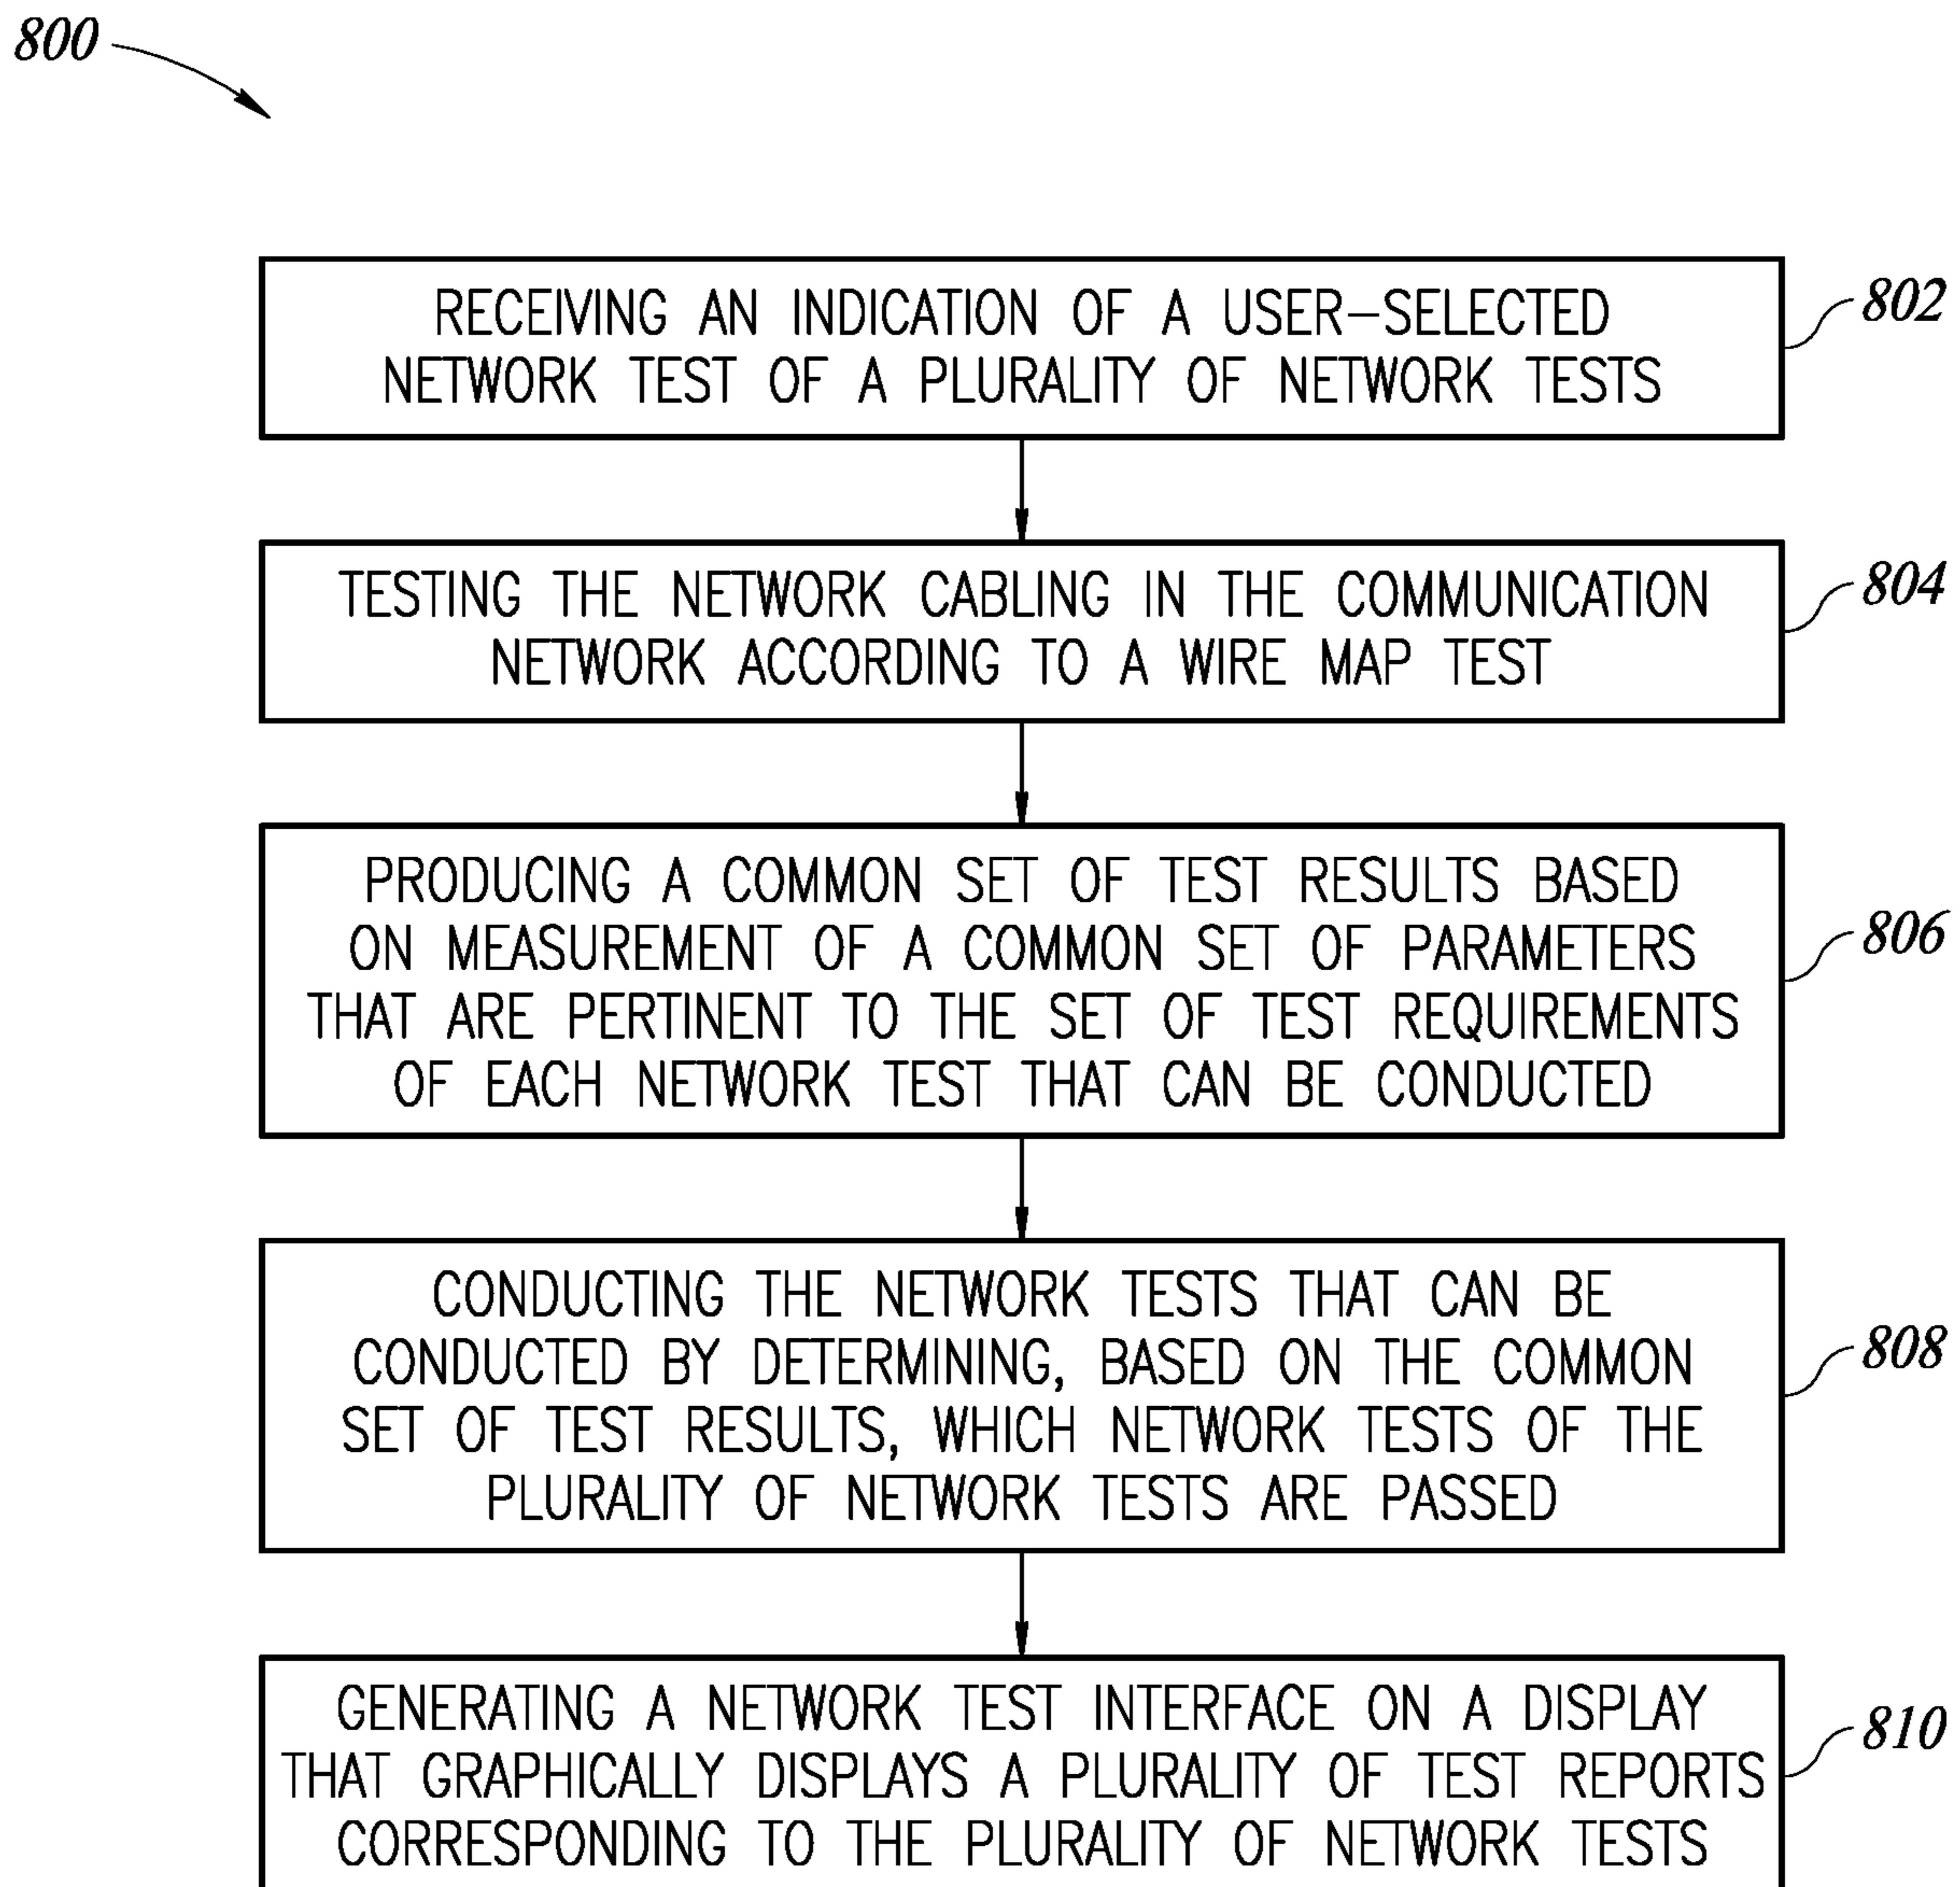 800
RECEIVING AN INDICATION OF A USER-SELECTED
NETWORK TEST OF A PLURALITY OF NETWORK TESTS
802
TESTING THE NETWORK CABLING IN THE COMMUNICATION
NETWORK ACCORDING TO A WIRE MAP TEST
804
PRODUCING A COMMON SET OF TEST RESULTS BASED
ON MEASUREMENT OF A COMMON SET OF PARAMETERS
THAT ARE PERTINENT TO THE SET OF TEST REQUIREMENTS
OF EACH NETWORK TEST THAT CAN BE CONDUCTED
806
CONDUCTING THE NETWORK TESTS THAT CAN BE
CONDUCTED BY DETERMINING, BASED ON THE COMMON
SET OF TEST RESULTS, WHICH NETWORK TESTS OF THE
PLURALITY OF NETWORK TESTS ARE PASSED
808
GENERATING A NETWORK TEST INTERFACE ON A DISPLAY
THAT GRAPHICALLY DISPLAYS A PLURALITY OF TEST REPORTS
CORRESPONDING TO THE PLURALITY OF NETWORK TESTS
810